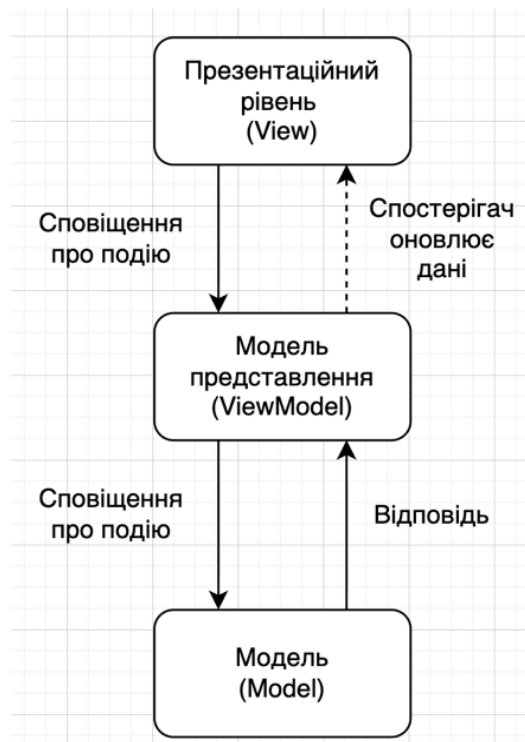 Презентаційний
рівень
(View)
Сповіщення
про подію
Спостерігач
оновлює
дані
Модель
представлення
(ViewModel)
Сповіщення
про подію
Відповідь
Модель
(Model)